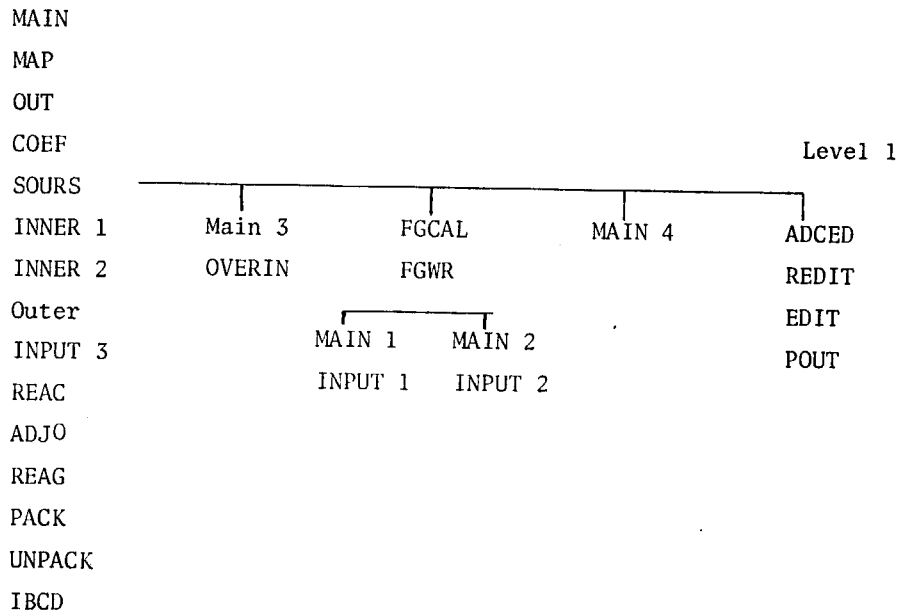 MAIN
MAP
OUT
COEF
Level 1
SOURS
INNER 1 Main 3 FGCAL MAIN 4 ADCED
INNER 2 OVERIN FGWR REDIT
Outer EDIT
INPUT 3 MAIN 1 MAIN 2 POUT
REAC INPUT 1 INPUT 2
ADJO
REAG
PACK
UNPACK
IBCD